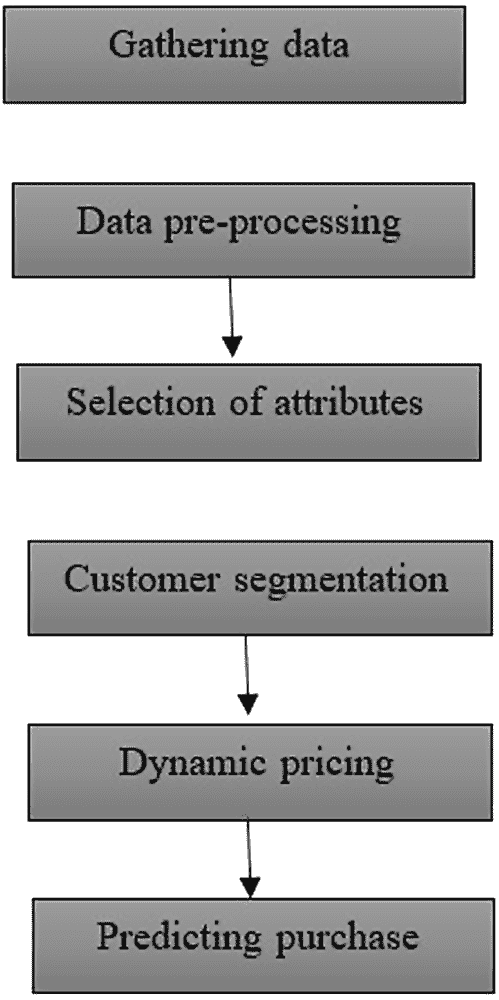 Gathering data
Data pre-processing
Selection of attributes
Customer segmentation
Dynamic pricing
Predicting purchase